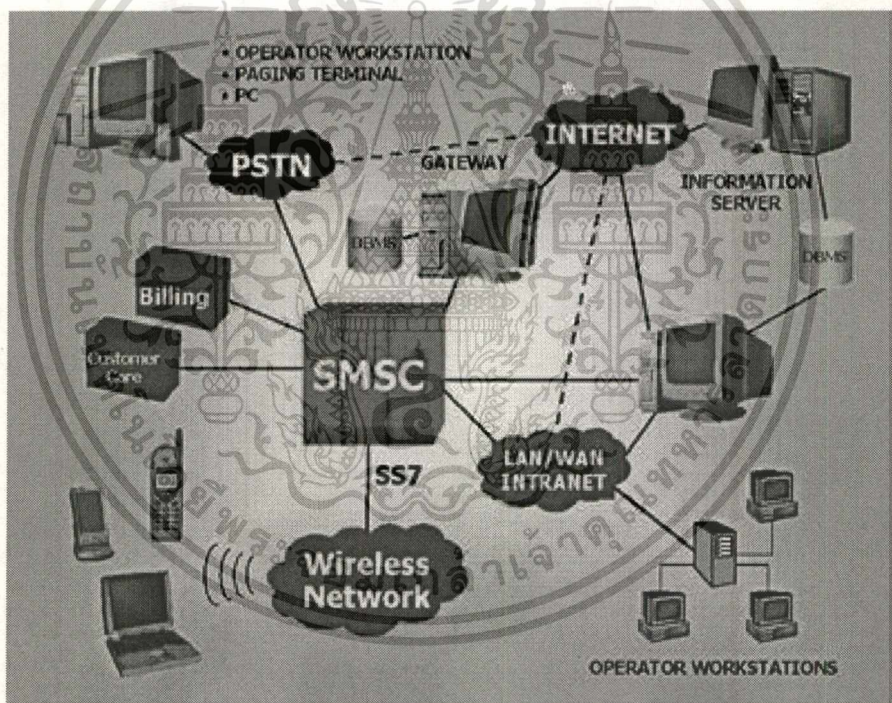 • OPERATOR WORKSTATION
• PAGING TERMINAL
• PC
PSTN
INTERNET
GATEWAY
INFORMATION
SERVER
DBMS
DBMS
Billing
Customer
Care
SMSC
SS7
LAN/WAN
INTRANET
Wireless
Network
OPERATOR WORKSTATIONS